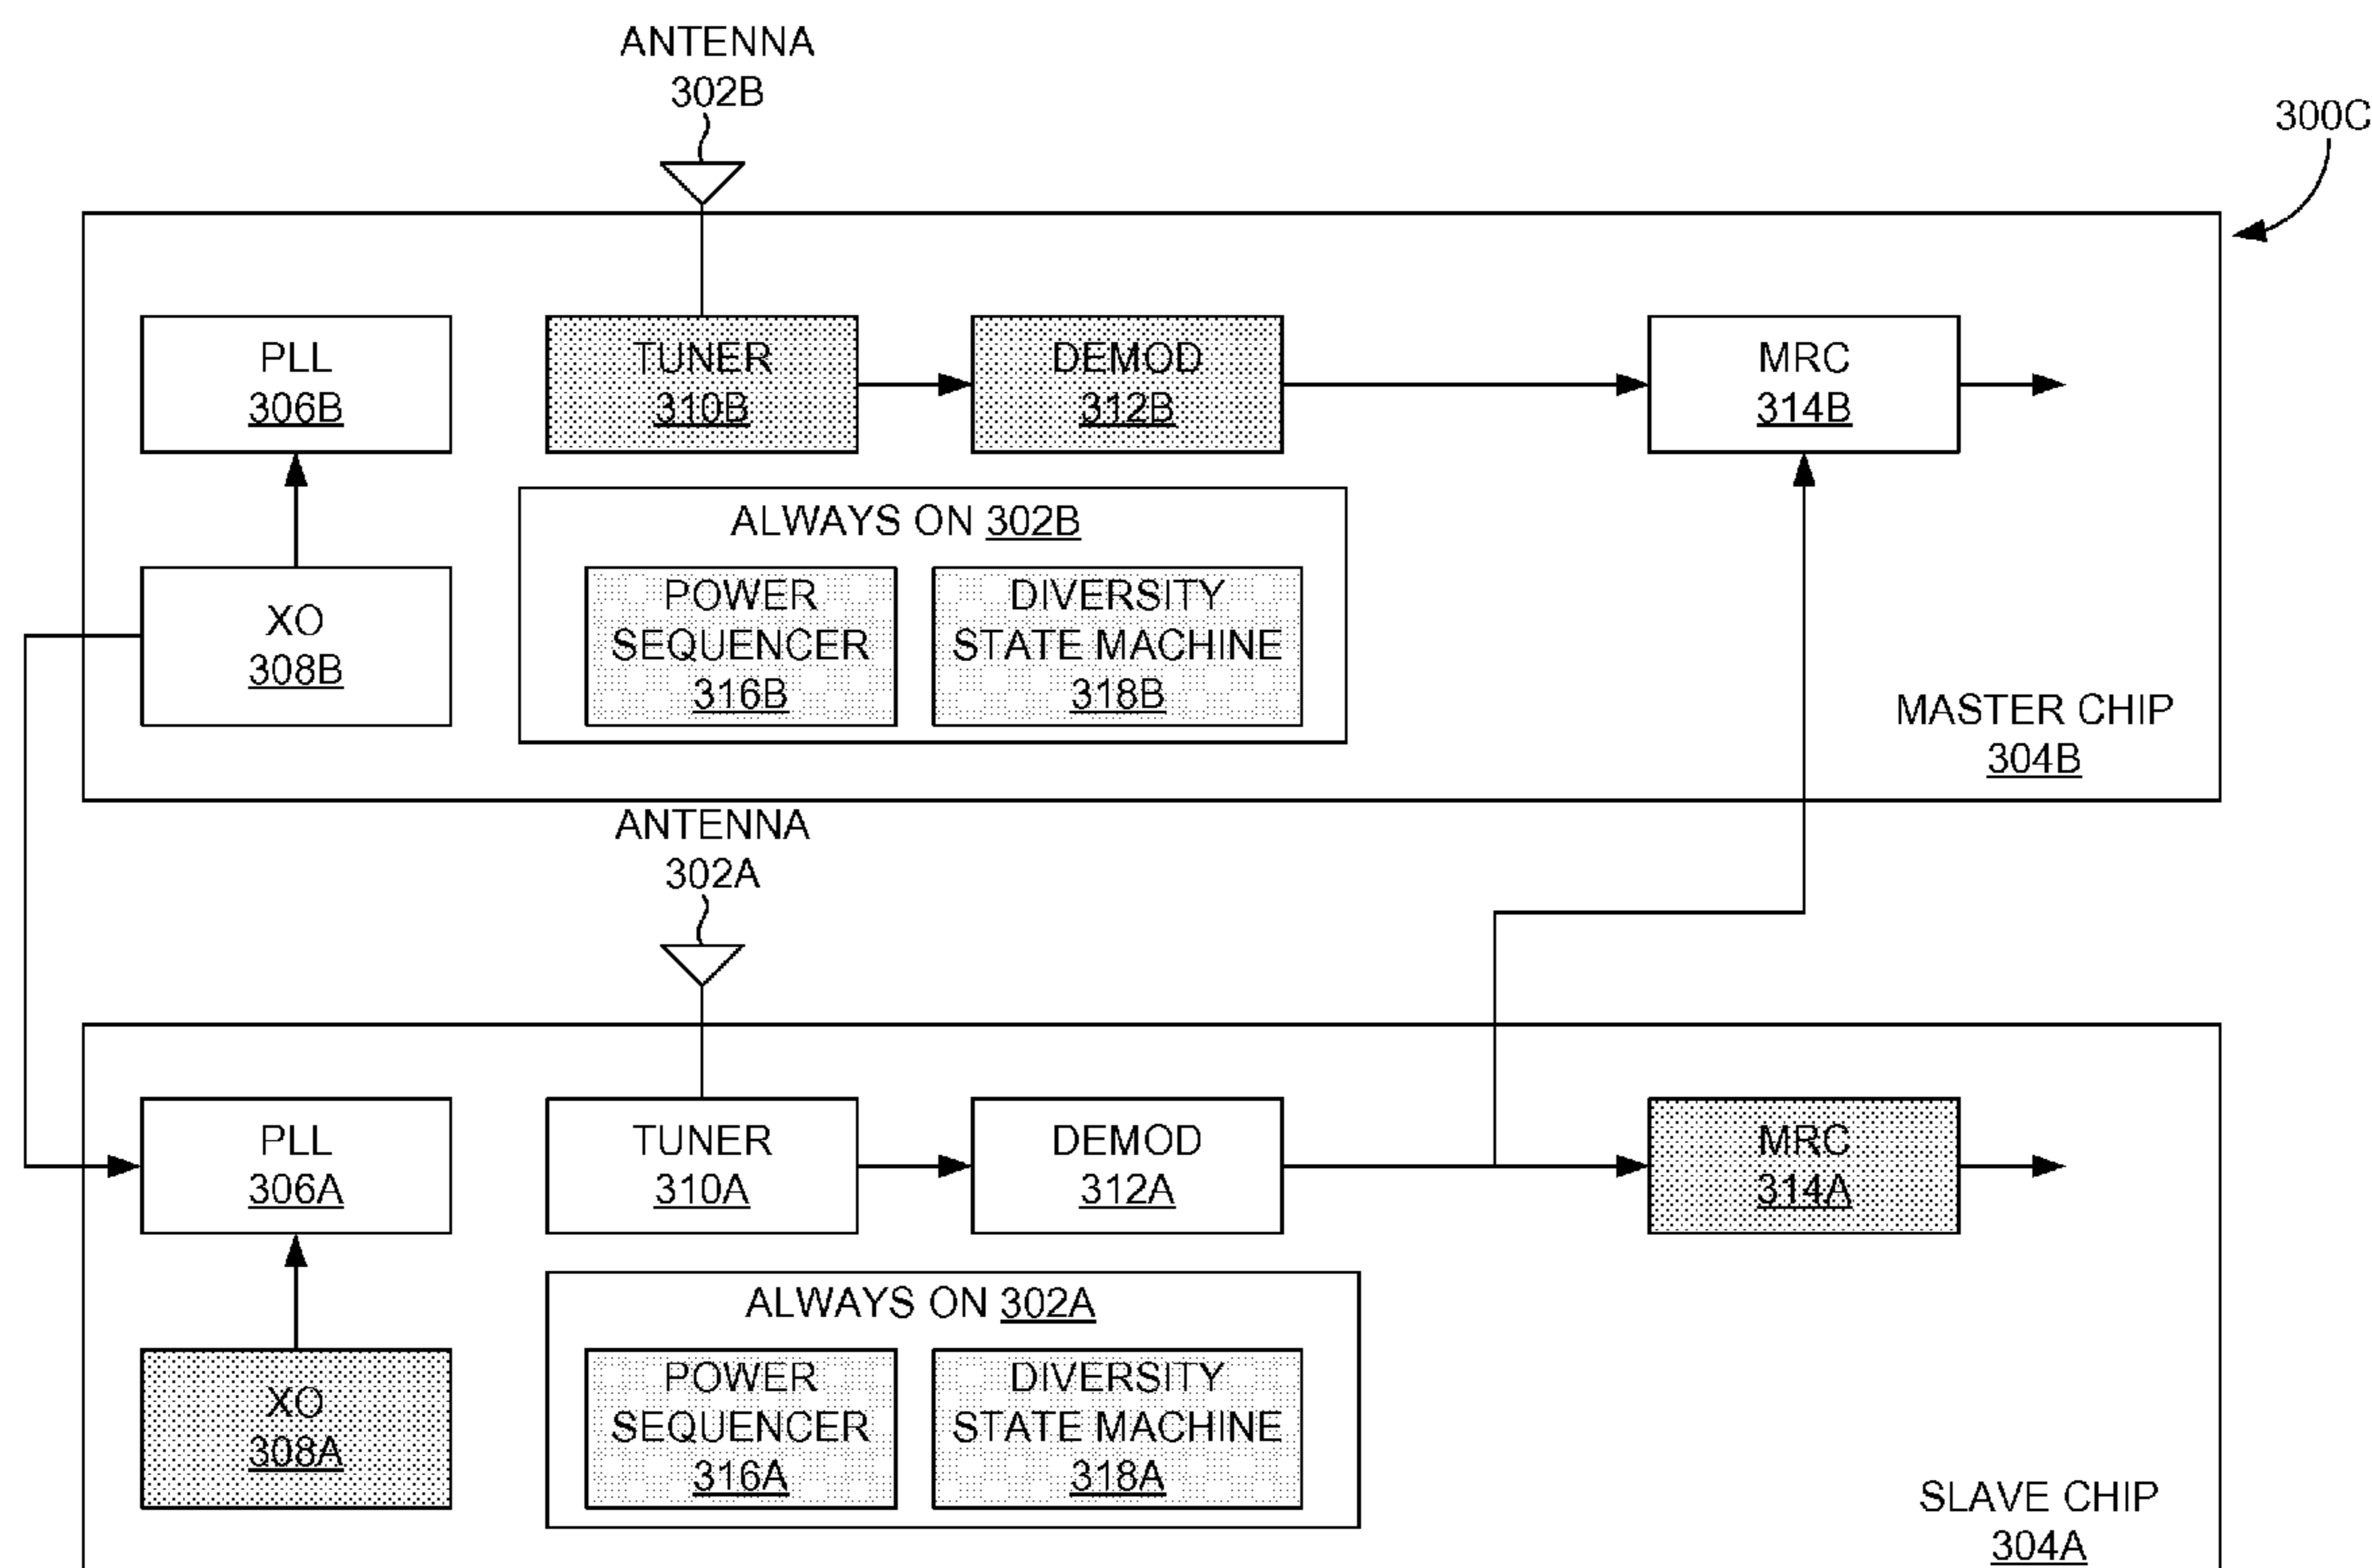 ANTENNA
302B
300C
PLL
306B
TUNER
310B
DEMOD
312B
MRC
314B
ALWAYS ON 302B
XO
308B
POWER
SEQUENCER
316B
DIVERSITY
STATE MACHINE
318B
MASTER CHIP
304B
ANTENNA
302A
PLL
306A
TUNER
310A
DEMOD
312A
MRC
314A
ALWAYS ON 302A
XO
308A
POWER
SEQUENCER
316A
DIVERSITY
STATE MACHINE
318A
SLAVE CHIP
304A